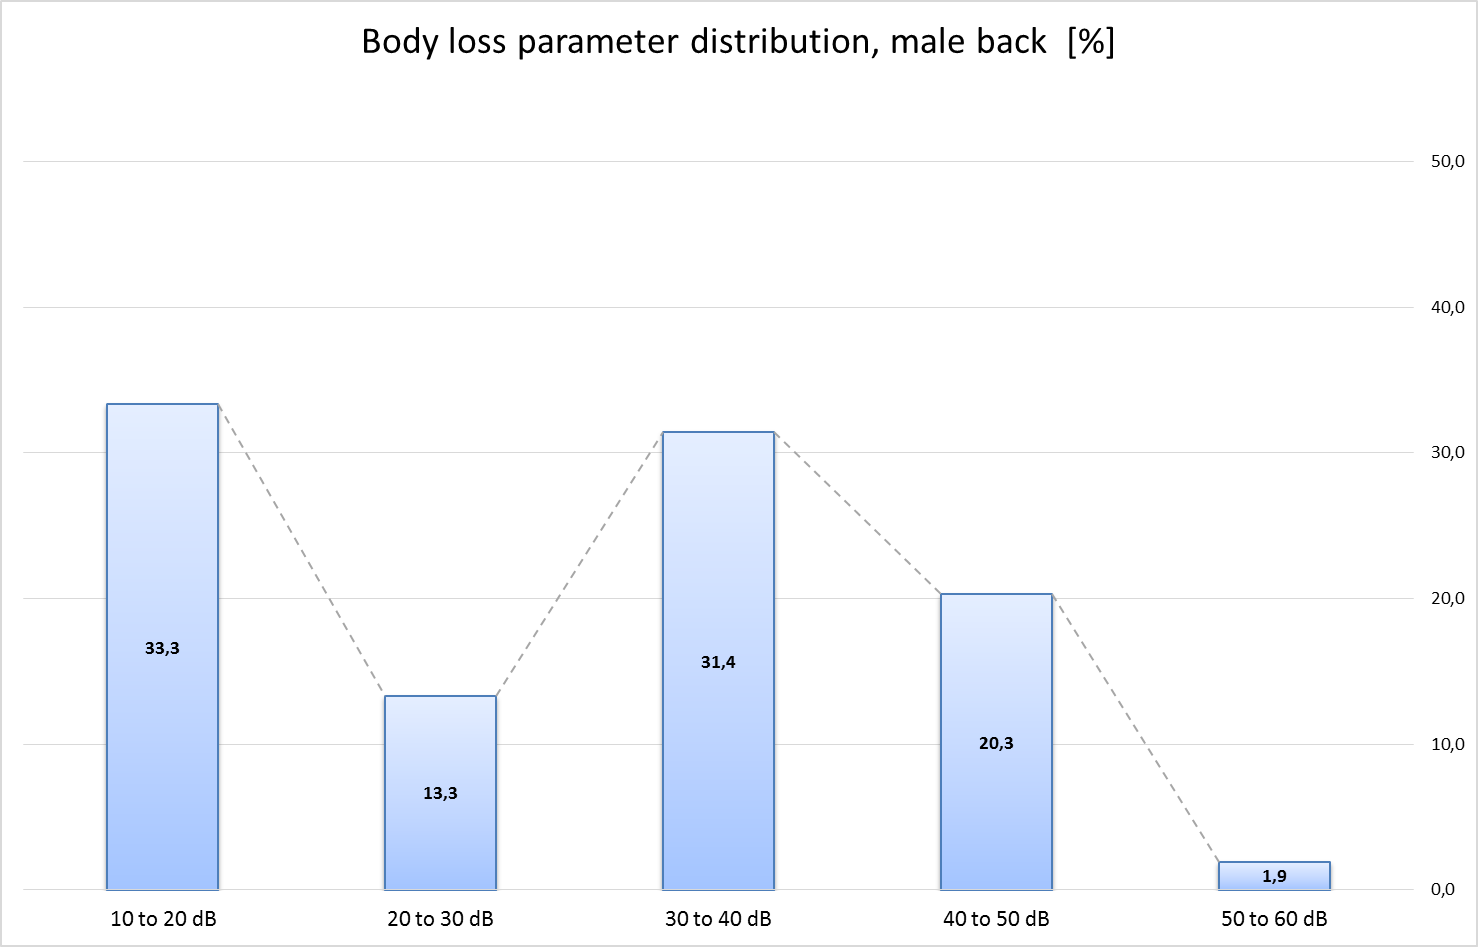 Body loss parameter distribution, male back  [%]
50,0
40,0
30,0
20,0
10,0
0,0
33,3
13,3
31,4
20,3
1,9
10 to 20 dB
20 to 30 dB
30 to 40 dB
40 to 50 dB
50 to 60 dB